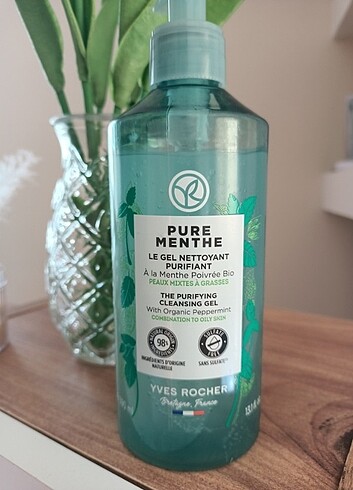 PURE
MENTHE
LE GEL NETTOYANT
PURIFIANT
À la Menthe Poivrée Bio
PEAUX MIXTES À GRASSES
THE PURIFYING
CLEANSING GEL
With Organic Peppermint
COMBINATION TO OILY SKIN
98%
INGRÉDIENTS D'ORIGINE
NATURELLE
SULFATE
FREE
SANS SULFATE
YVES ROCHER
Bretagne, France